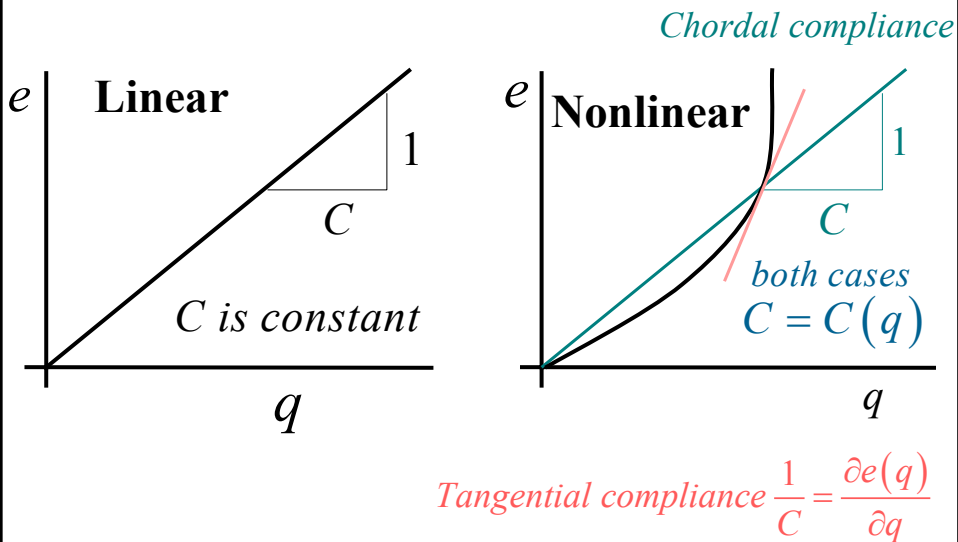 Chordal compliance
e
Linear
1
C
C is constant
q
e
Nonlinear
1
C
both cases
C = C(q)
q
Tangential compliance 1/C = ∂e(q)/∂q